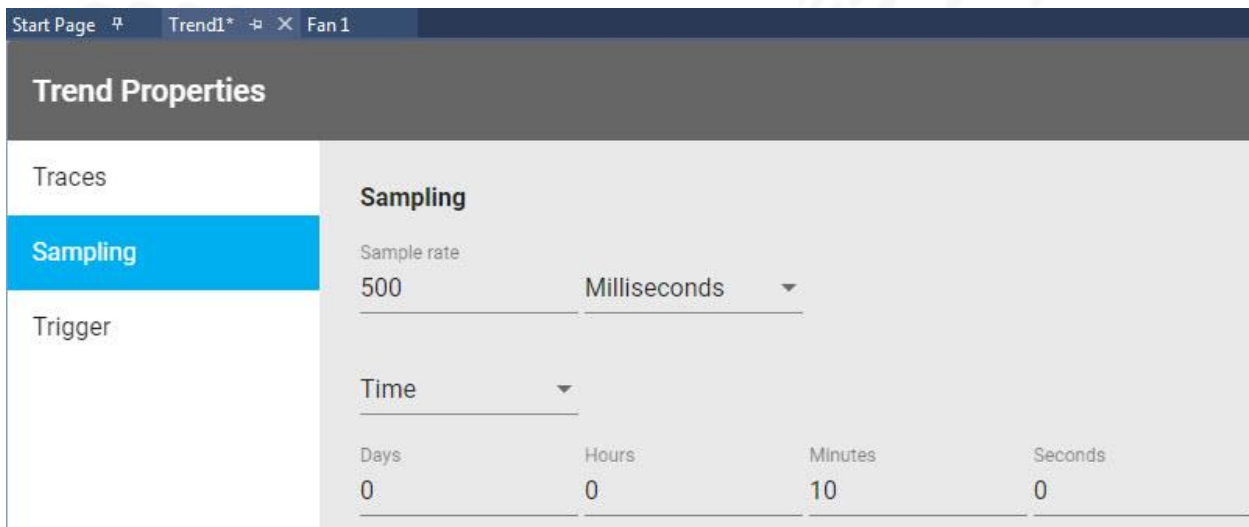 Start Page Trend1* Fan 1
Trend Properties
Traces
Sampling
Trigger
Sampling
Sample rate
500 Milliseconds
Time
Days Hours Minutes Seconds
0 0 10 0